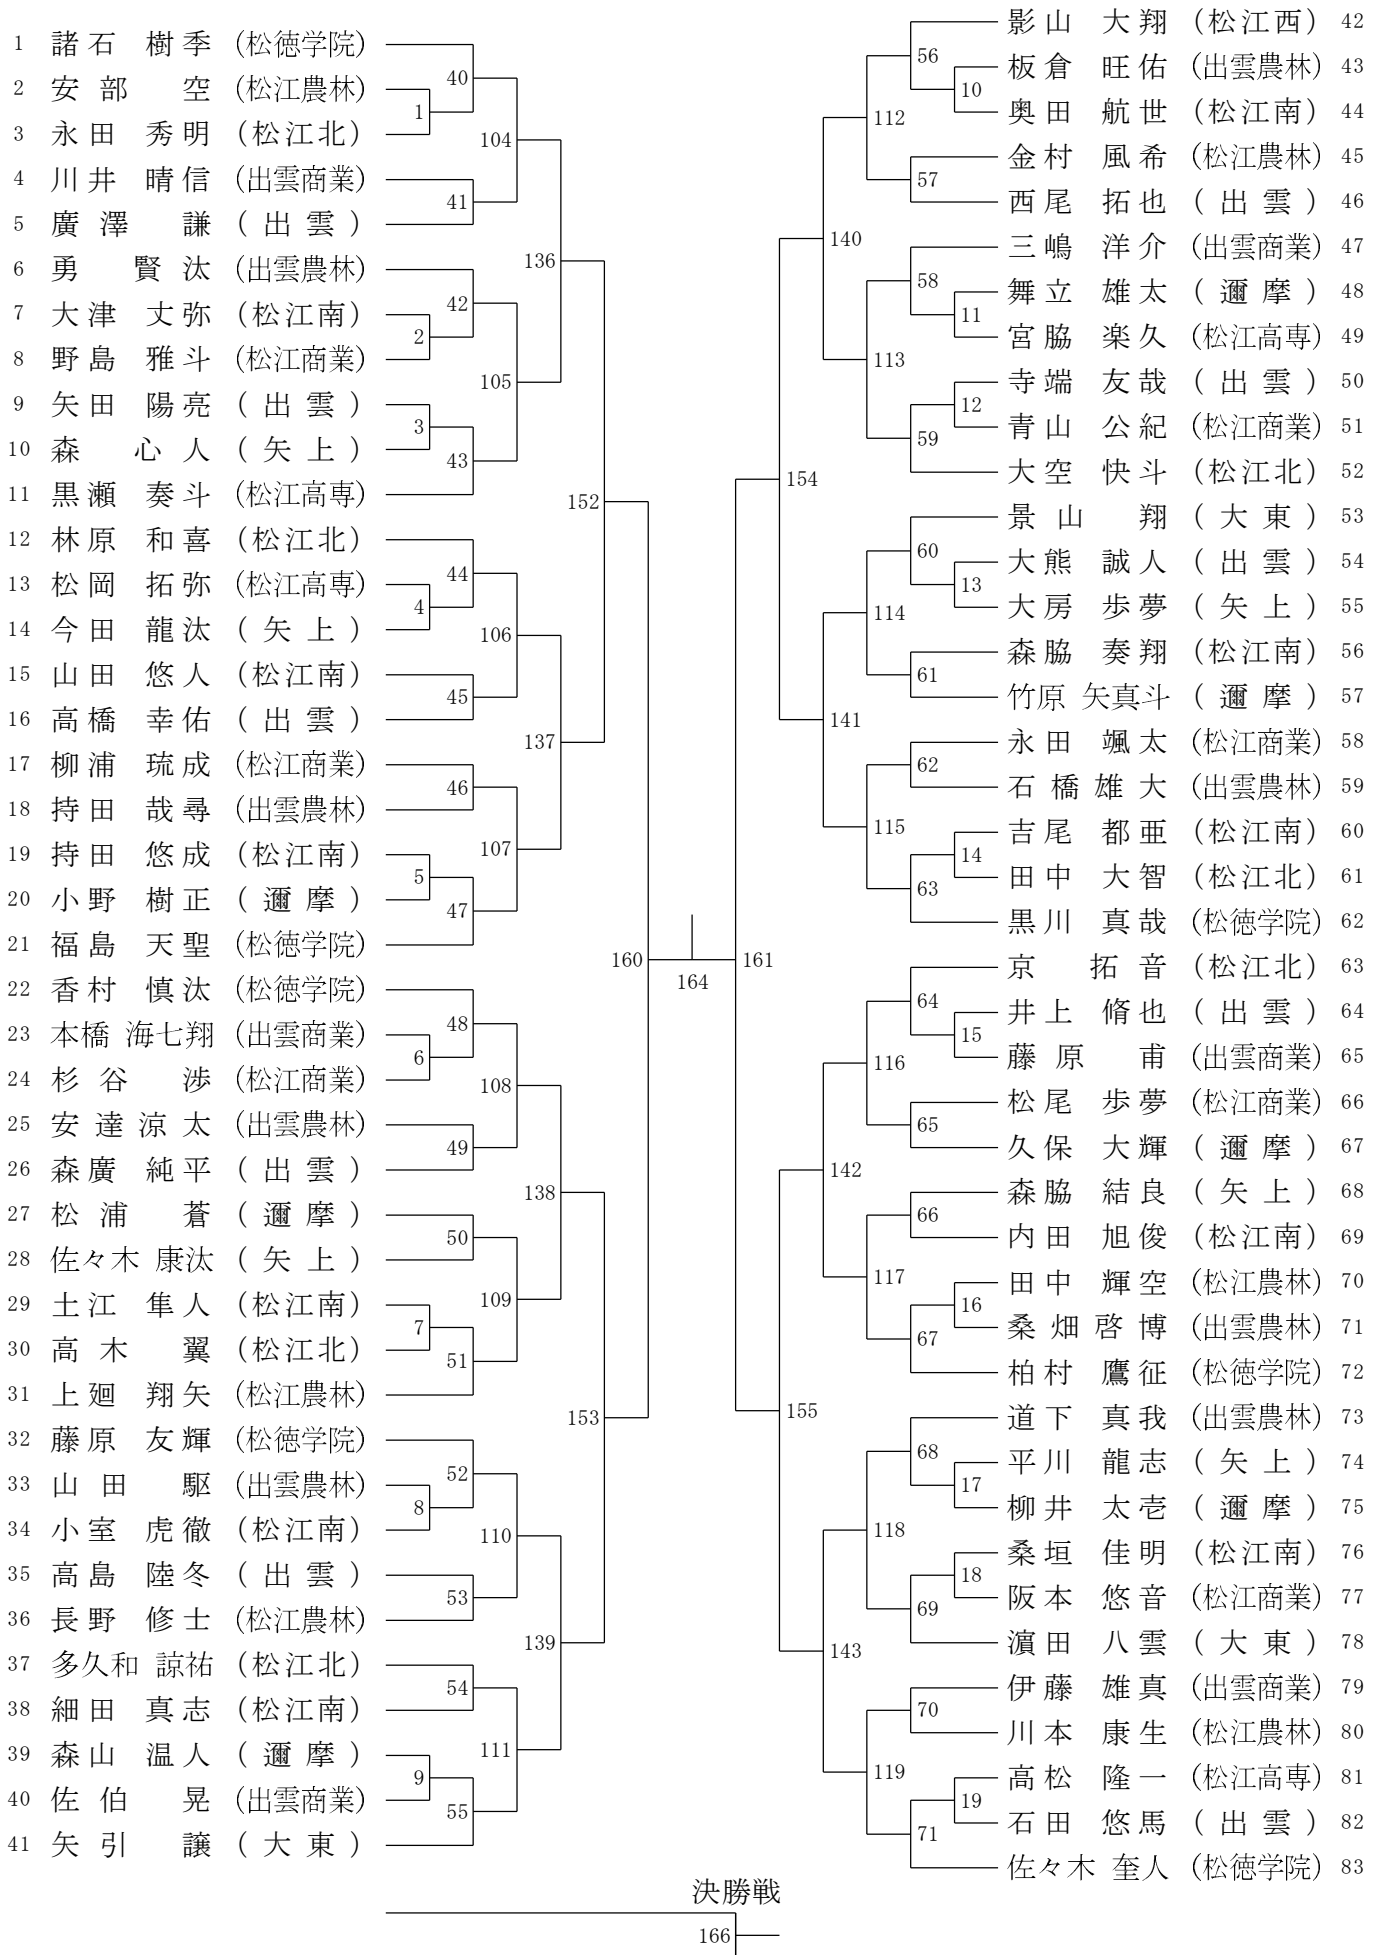 1 諸石 樹季 (松徳学院)
2 安部 空 (松江農林)
3 永田 秀明 (松江北)
4 川井 晴信 (出雲商業)
5 廣澤 謙 (出雲)
6 勇 賢汰 (出雲農林)
7 大津 丈弥 (松江南)
8 野島 雅斗 (松江商業)
9 矢田 陽亮 (出雲)
10 森 心人 (矢上)
11 黒瀬 奏斗 (松江高専)
12 林原 和喜 (松江北)
13 松岡 拓弥 (松江高専)
14 今田 龍汰 (矢上)
15 山田 悠人 (松江南)
16 高橋 幸佑 (出雲)
17 柳浦 琉成 (松江商業)
18 持田 哉尋 (出雲農林)
19 持田 悠成 (松江南)
20 小野 樹正 (邇摩)
21 福島 天聖 (松徳学院)
22 香村 慎汰 (松徳学院)
23 本橋 海七翔 (出雲商業)
24 杉谷 渉 (松江商業)
25 安達 涼太 (出雲農林)
26 森廣 純平 (出雲)
27 松浦 蒼 (邇摩)
28 佐々木 康汰 (矢上)
29 土江 隼人 (松江南)
30 高木 翼 (松江北)
31 上廻 翔矢 (松江農林)
32 藤原 友輝 (松徳学院)
33 山田 駆 (出雲農林)
34 小室 虎徹 (松江南)
35 高島 陸冬 (出雲)
36 長野 修士 (松江農林)
37 多久和 諒祐 (松江北)
38 細田 真志 (松江南)
39 森山 温人 (邇摩)
40 佐伯 晃 (出雲商業)
41 矢引 譲 (大東)
1
2
3
4
5
6
7
8
9
40
41
42
43
44
45
46
47
48
49
50
51
52
53
54
55
104
105
106
107
108
109
110
111
136
137
138
139
152
153
160
164
161
154
155
140
141
142
143
112
113
114
115
116
117
118
119
56
57
58
59
60
61
62
63
64
65
66
67
68
69
70
71
10
11
12
13
14
15
16
17
18
19
影山 大翔 (松江西) 42
板倉 旺佑 (出雲農林) 43
奥田 航世 (松江南) 44
金村 風希 (松江農林) 45
西尾 拓也 (出雲) 46
三嶋 洋介 (出雲商業) 47
舞立 雄太 (邇摩) 48
宮脇 楽久 (松江高専) 49
寺端 友哉 (出雲) 50
青山 公紀 (松江商業) 51
大空 快斗 (松江北) 52
景山 翔 (大東) 53
大熊 誠人 (出雲) 54
大房 歩夢 (矢上) 55
森脇 奏翔 (松江南) 56
竹原 矢真斗 (邇摩) 57
永田 颯太 (松江商業) 58
石橋 雄大 (出雲農林) 59
吉尾 都亜 (松江南) 60
田中 大智 (松江北) 61
黒川 真哉 (松徳学院) 62
京 拓音 (松江北) 63
井上 脩也 (出雲) 64
藤原 甫 (出雲商業) 65
松尾 歩夢 (松江商業) 66
久保 大輝 (邇摩) 67
森脇 結良 (矢上) 68
内田 旭俊 (松江南) 69
田中 輝空 (松江農林) 70
桑畑 啓博 (出雲農林) 71
柏村 鷹征 (松徳学院) 72
道下 真我 (出雲農林) 73
平川 龍志 (矢上) 74
柳井 太壱 (邇摩) 75
桑垣 佳明 (松江南) 76
阪本 悠音 (松江商業) 77
濵田 八雲 (大東) 78
伊藤 雄真 (出雲商業) 79
川本 康生 (松江農林) 80
高松 隆一 (松江高専) 81
石田 悠馬 (出雲) 82
佐々木 奎人 (松徳学院) 83
決勝戦
166